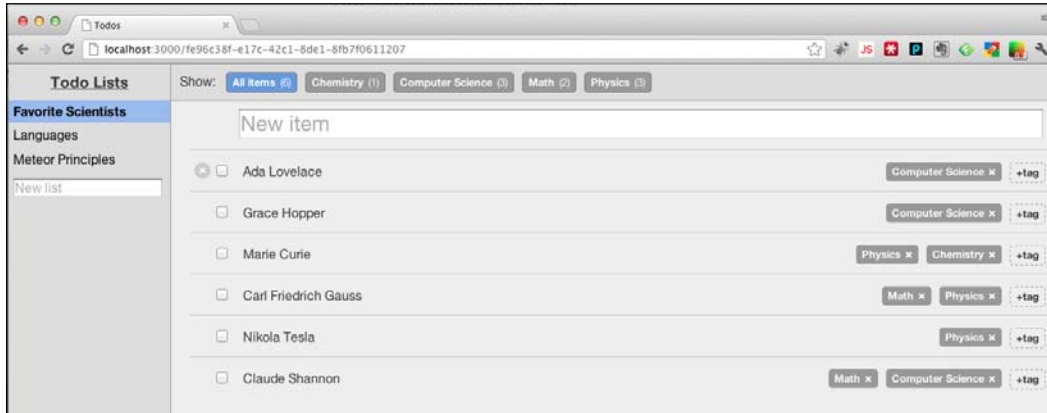 Todos
localhost:3000/fe96c38f-e17c-42c1-8de1-8fb7f0611207
JS
P
Todo Lists
Show: All items (6) Chemistry (1) Computer Science (3) Math (2) Physics (3)
Favorite Scientists
Languages
Meteor Principles
New list
New item
Ada Lovelace Computer Science × +tag
Grace Hopper Computer Science × +tag
Marie Curie Physics × Chemistry × +tag
Carl Friedrich Gauss Math × Physics × +tag
Nikola Tesla Physics × +tag
Claude Shannon Math × Computer Science × +tag